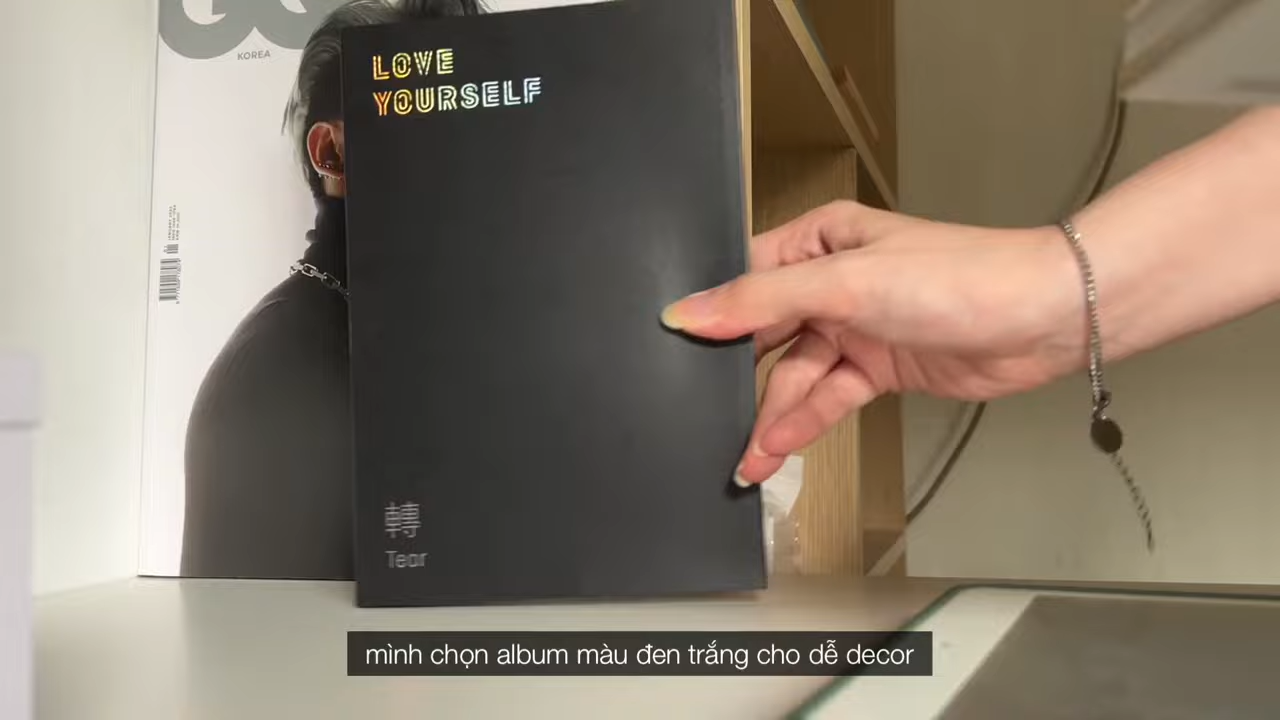 KOREA
LOVE
YOURSELF
轉
Tear
mình chọn album màu đen trắng cho dễ decor